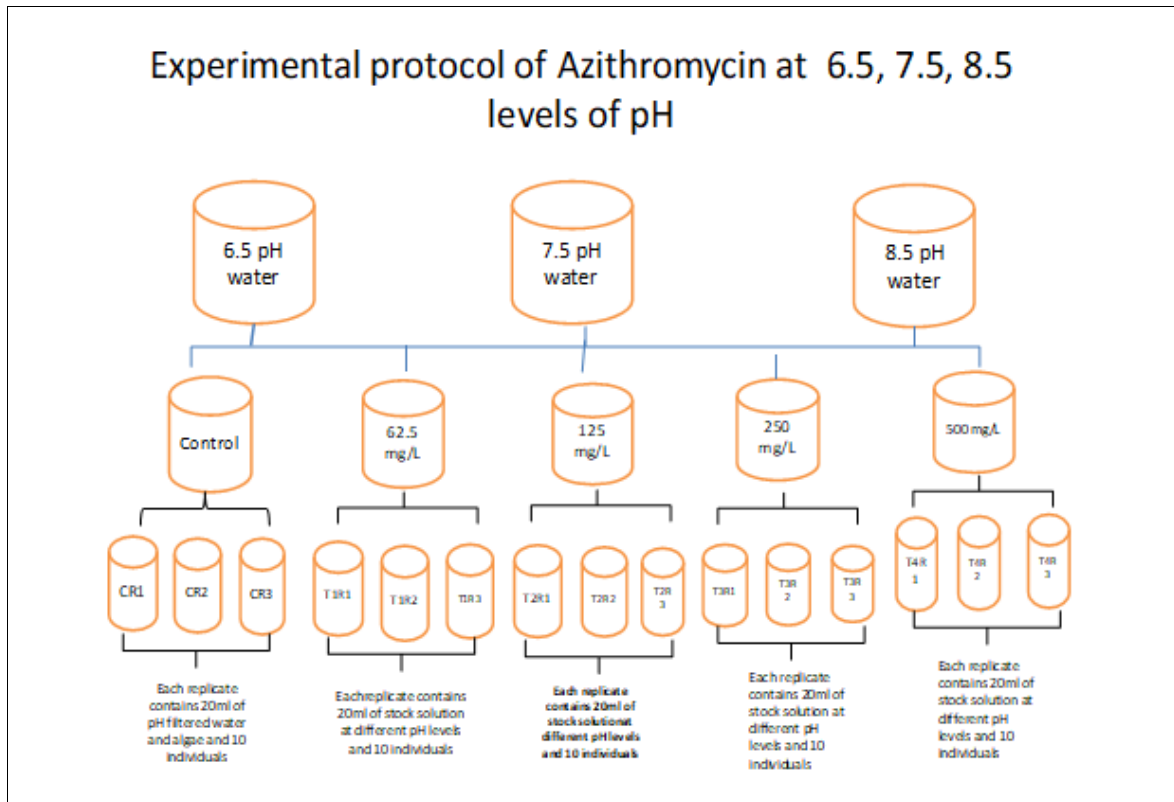 Experimental protocol of Azithromycin at 6.5, 7.5, 8.5
levels of pH
6.5 pH
water
7.5 pH
water
8.5 pH
water
Control
62.5
mg/L
125
mg/L
250
mg/L
500 mg/L
CR1
CR2
CR3
T1R1
T1R2
T1R3
T2R1
T2R2
T2R
3
T3R1
T3R
2
T3R
3
T4R
1
T4R
2
T4R
3
Each replicate
contains 20ml of
pH filtered water
and algae and 10
individuals
Eachreplicate contains
20ml of stock solution
at different pH levels
and 10 individuals
Each replicate
contains 20ml of
stock solutionat
different pH levels
and 10 individuals
Each replicate
contains 20ml of
stock solution at
different pH
levels and 10
individuals
Each replicate
contains 20ml of
stock solution at
different pH
levels and 10
individuals